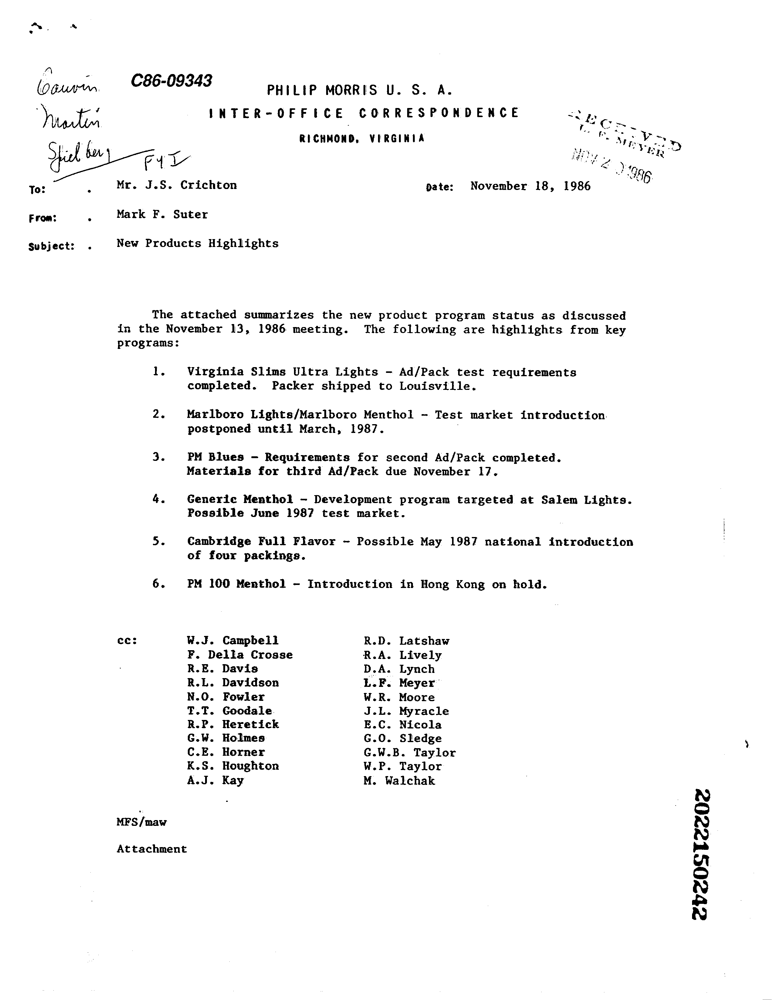 C86-09343
Gauvin
Martin
Spielberg FYI
PHILIP MORRIS U. S. A.
INTER-OFFICE CORRESPONDENCE
RICHMOND, VIRGINIA
RECEIVED
L. F. MEYER
NOV 20 1986
To: . Mr. J.S. Crichton Date: November 18, 1986
From: . Mark F. Suter
Subject: . New Products Highlights
The attached summarizes the new product program status as discussed
in the November 13, 1986 meeting. The following are highlights from key
programs:
1. Virginia Slims Ultra Lights - Ad/Pack test requirements
completed. Packer shipped to Louisville.
2. Marlboro Lights/Marlboro Menthol - Test market introduction
postponed until March, 1987.
3. PM Blues - Requirements for second Ad/Pack completed.
Materials for third Ad/Pack due November 17.
4. Generic Menthol - Development program targeted at Salem Lights.
Possible June 1987 test market.
5. Cambridge Full Flavor - Possible May 1987 national introduction
of four packings.
6. PM 100 Menthol - Introduction in Hong Kong on hold.
cc: W.J. Campbell R.D. Latshaw
F. Della Crosse R.A. Lively
R.E. Davis D.A. Lynch
R.L. Davidson L.F. Meyer
N.O. Fowler W.R. Moore
T.T. Goodale J.L. Myracle
R.P. Heretick E.C. Nicola
G.W. Holmes G.O. Sledge
C.E. Horner G.W.B. Taylor
K.S. Houghton W.P. Taylor
A.J. Kay M. Walchak
MFS/maw
Attachment
2022150242